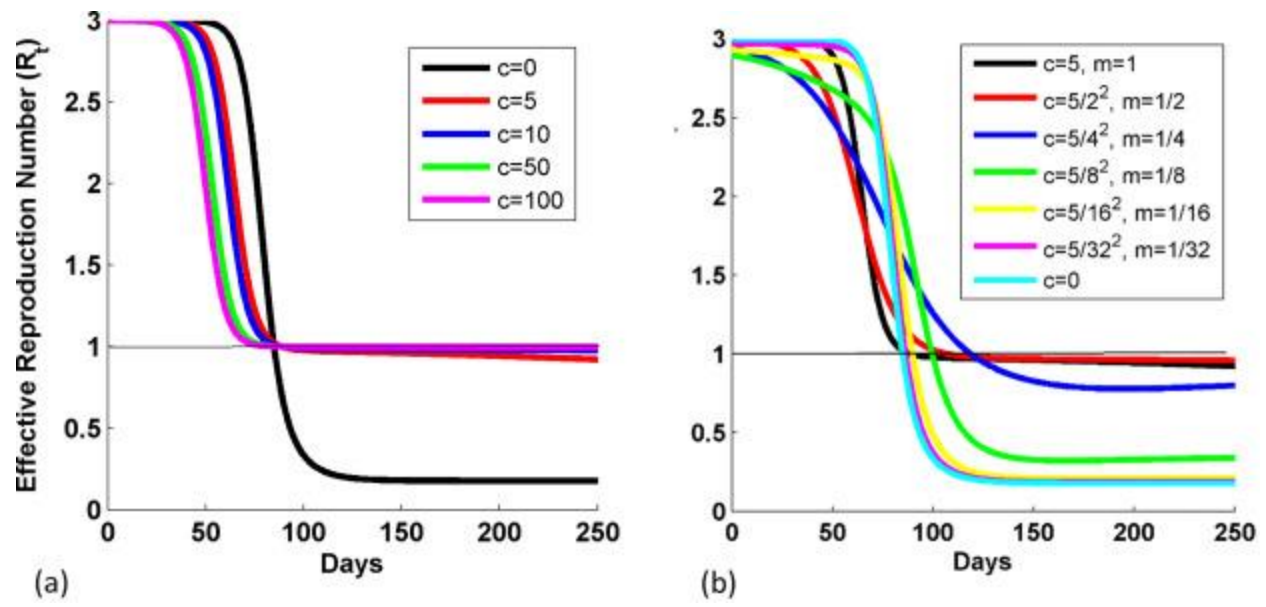 Effective Reproduction Number (Rₜ)
3
2.5
2
1.5
1
0.5
0
0
50
100
150
200
250
Days
c=0
c=5
c=10
c=50
c=100
(a)
3
2.5
2
1.5
1
0.5
0
0
50
100
150
200
250
Days
c=5, m=1
c=5/2², m=1/2
c=5/4², m=1/4
c=5/8², m=1/8
c=5/16², m=1/16
c=5/32², m=1/32
c=0
(b)